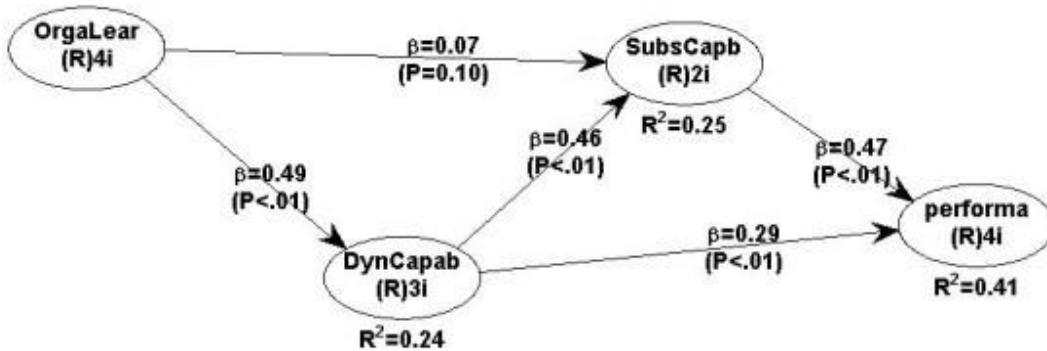 OrgaLear
(R)4i
β=0.07
(P=0.10)
SubsCapb
(R)2i
R²=0.25
β=0.49
(P<.01)
β=0.46
(P<.01)
β=0.47
(P<.01)
performa
(R)4i
R²=0.41
β=0.29
(P<.01)
DynCapab
(R)3i
R²=0.24